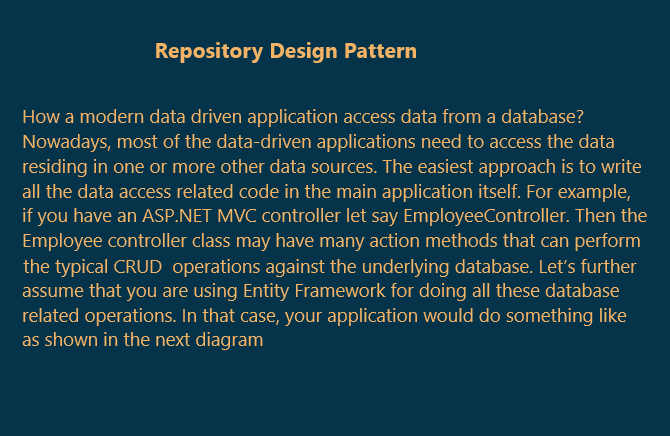 Repository Design Pattern
How a modern data driven application access data from a database?
Nowadays, most of the data-driven applications need to access the data
residing in one or more other data sources. The easiest approach is to write
all the data access related code in the main application itself. For example,
if you have an ASP.NET MVC controller let say EmployeeController. Then the
Employee controller class may have many action methods that can perform
the typical CRUD  operations against the underlying database. Let’s further
assume that you are using Entity Framework for doing all these database
related operations. In that case, your application would do something like
as shown in the next diagram